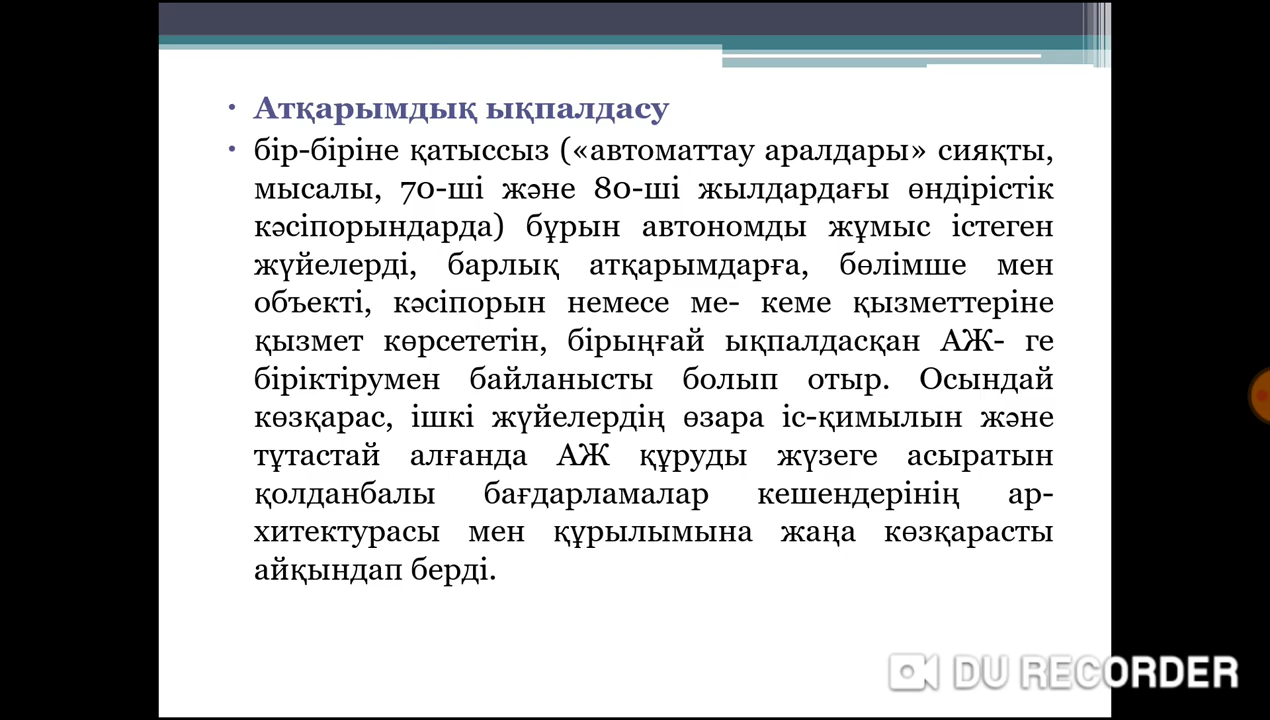 • Атқарымдық ықпалдасу
• бір-біріне қатыссыз («автоматтау аралдары» сияқты,
мысалы, 70-ші және 80-ші жылдардағы өндірістік
кәсіпорындарда) бұрын автономды жұмыс істеген
жүйелерді, барлық атқарымдарға, бөлімше мен
объекті, кәсіпорын немесе ме- кеме қызметтеріне
қызмет көрсететін, бірыңғай ықпалдасқан АЖ- ге
біріктірумен байланысты болып отыр. Осындай
көзқарас, ішкі жүйелердің өзара іс-қимылын және
тұтастай алғанда АЖ құруды жүзеге асыратын
қолданбалы бағдарламалар кешендерінің ар-
хитектурасы мен құрылымына жаңа көзқарасты
айқындап берді.
DU RECORDER